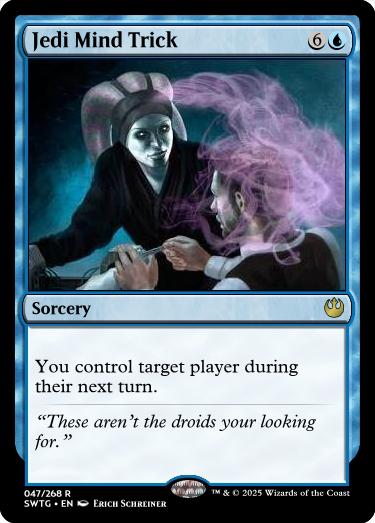 Jedi Mind Trick 6
Sorcery
You control target player during
their next turn.
“These aren’t the droids your looking
for.”
047/268 R
SWTG • EN Erich Schreiner
™ & © 2025 Wizards of the Coast